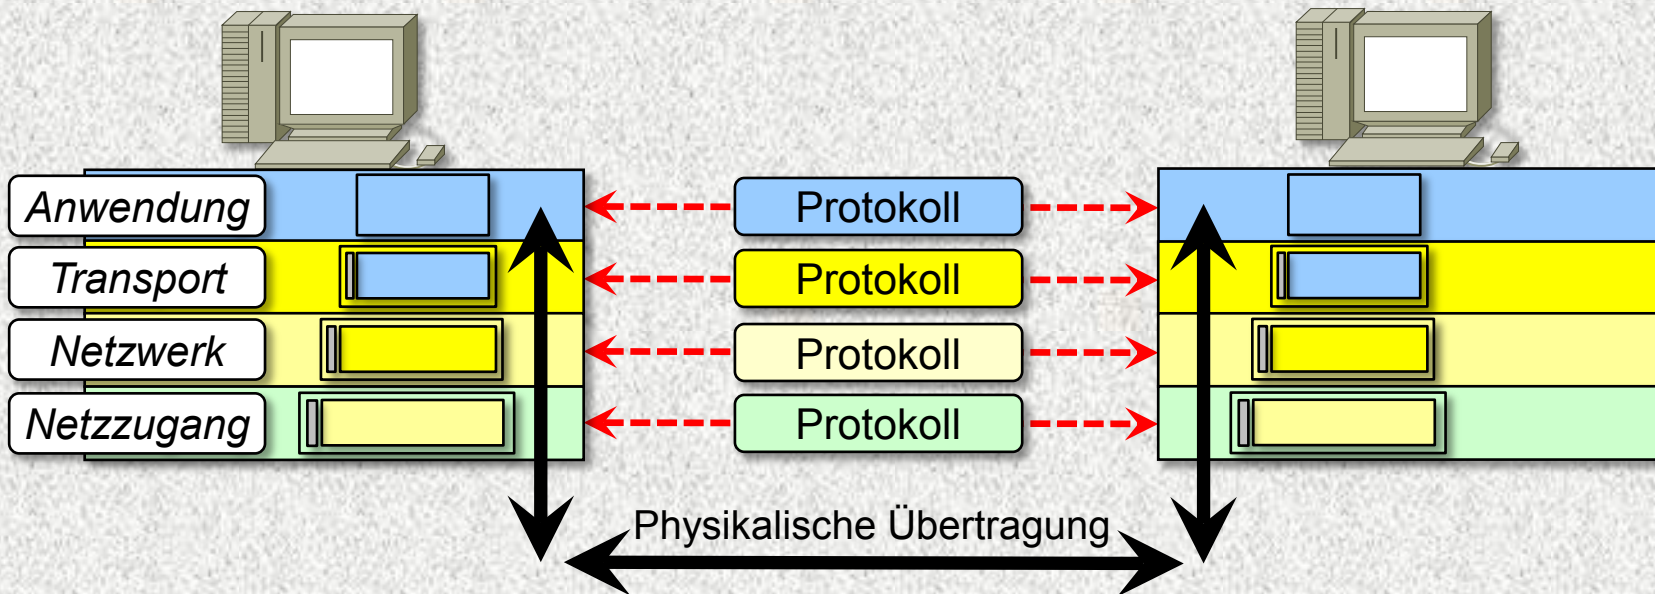 Anwendung
Protokoll
Transport
Protokoll
Netzwerk
Protokoll
Netzzugang
Protokoll
Physikalische Übertragung